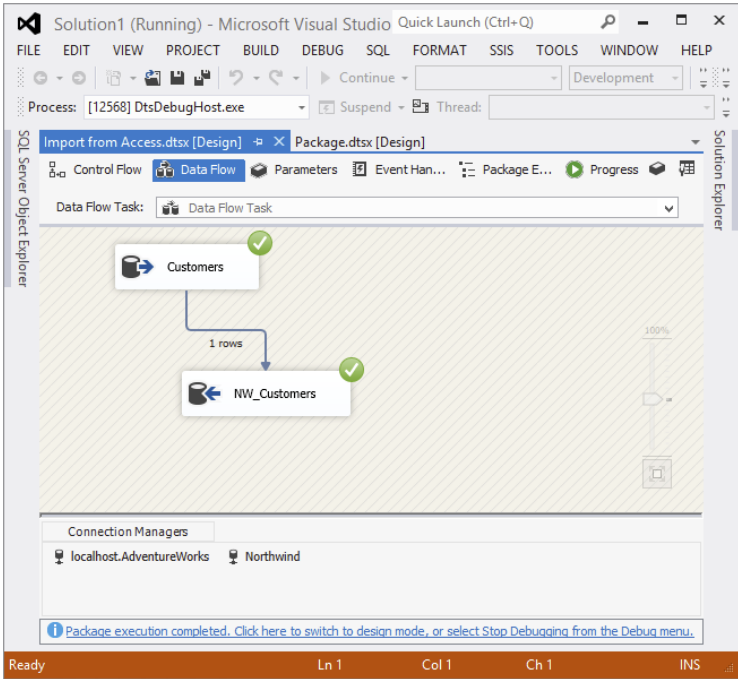 Solution1 (Running) - Microsoft Visual Studio Quick Launch (Ctrl+Q)
FILE EDIT VIEW PROJECT BUILD DEBUG SQL FORMAT SSIS TOOLS WINDOW HELP
Continue Development
Process: [12568] DtsDebugHost.exe Suspend Thread:
SQL Server Object Explorer
Import from Access.dtsx [Design] Package.dtsx [Design]
Control Flow Data Flow Parameters Event Han... Package E... Progress
Solution Explorer
Data Flow Task: Data Flow Task
Customers
1 rows
100%
NW_Customers
Connection Managers
localhost.AdventureWorks Northwind
Package execution completed. Click here to switch to design mode, or select Stop Debugging from the Debug menu.
Ready Ln 1 Col 1 Ch 1 INS